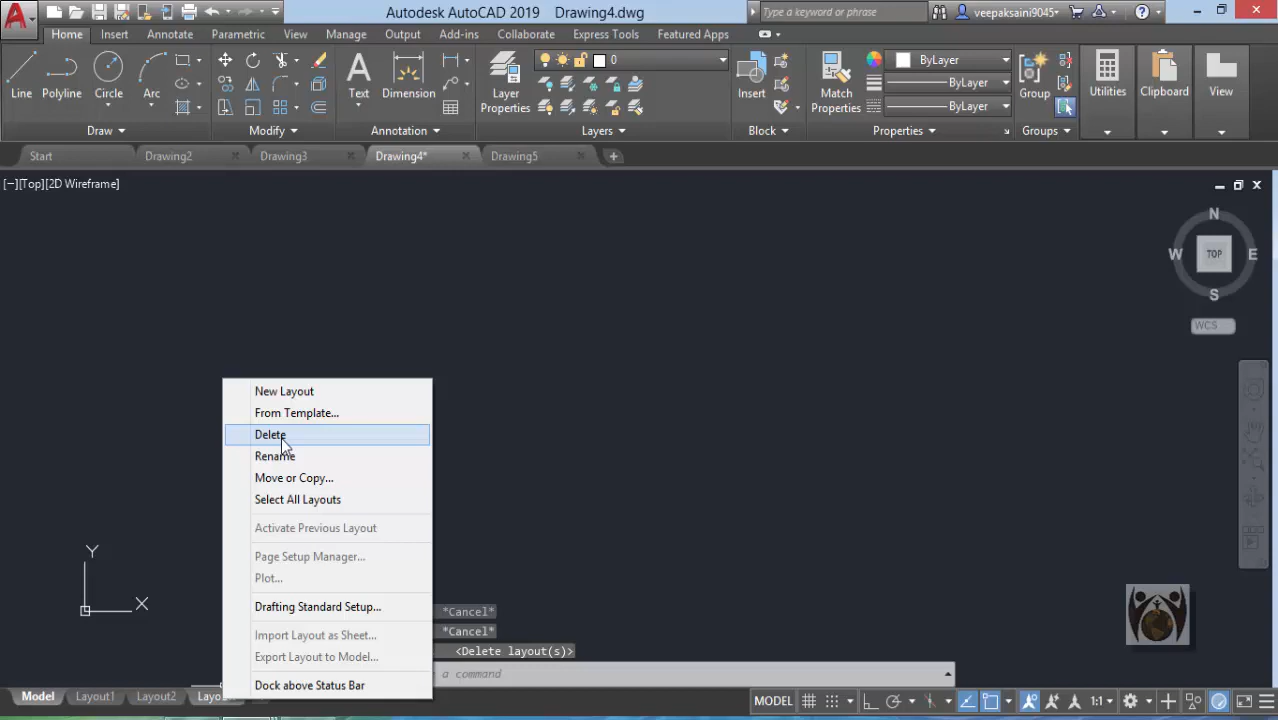 Autodesk AutoCAD 2019 Drawing4.dwg
Type a keyword or phrase
veepaksaini9045
Home Insert Annotate Parametric View Manage Output Add-ins Collaborate Express Tools Featured Apps
0
ByLayer
ByLayer
ByLayer
Line Polyline Circle Arc Text Dimension Layer Properties Insert Match Properties Group Utilities Clipboard View
Draw Modify Annotation Layers Block Properties Groups
Start Drawing2 Drawing3 Drawing4* Drawing5
[−][Top][2D Wireframe]
N
W TOP E
S
WCS
New Layout
From Template...
Delete
Rename
Move or Copy...
Select All Layouts
Activate Previous Layout
Page Setup Manager...
Plot...
Drafting Standard Setup...
Import Layout as Sheet...
Export Layout to Model...
Dock above Status Bar
Y
X
*Cancel*
*Cancel*
<Delete layout(s)>
a command
Model Layout1 Layout2
MODEL 1:1